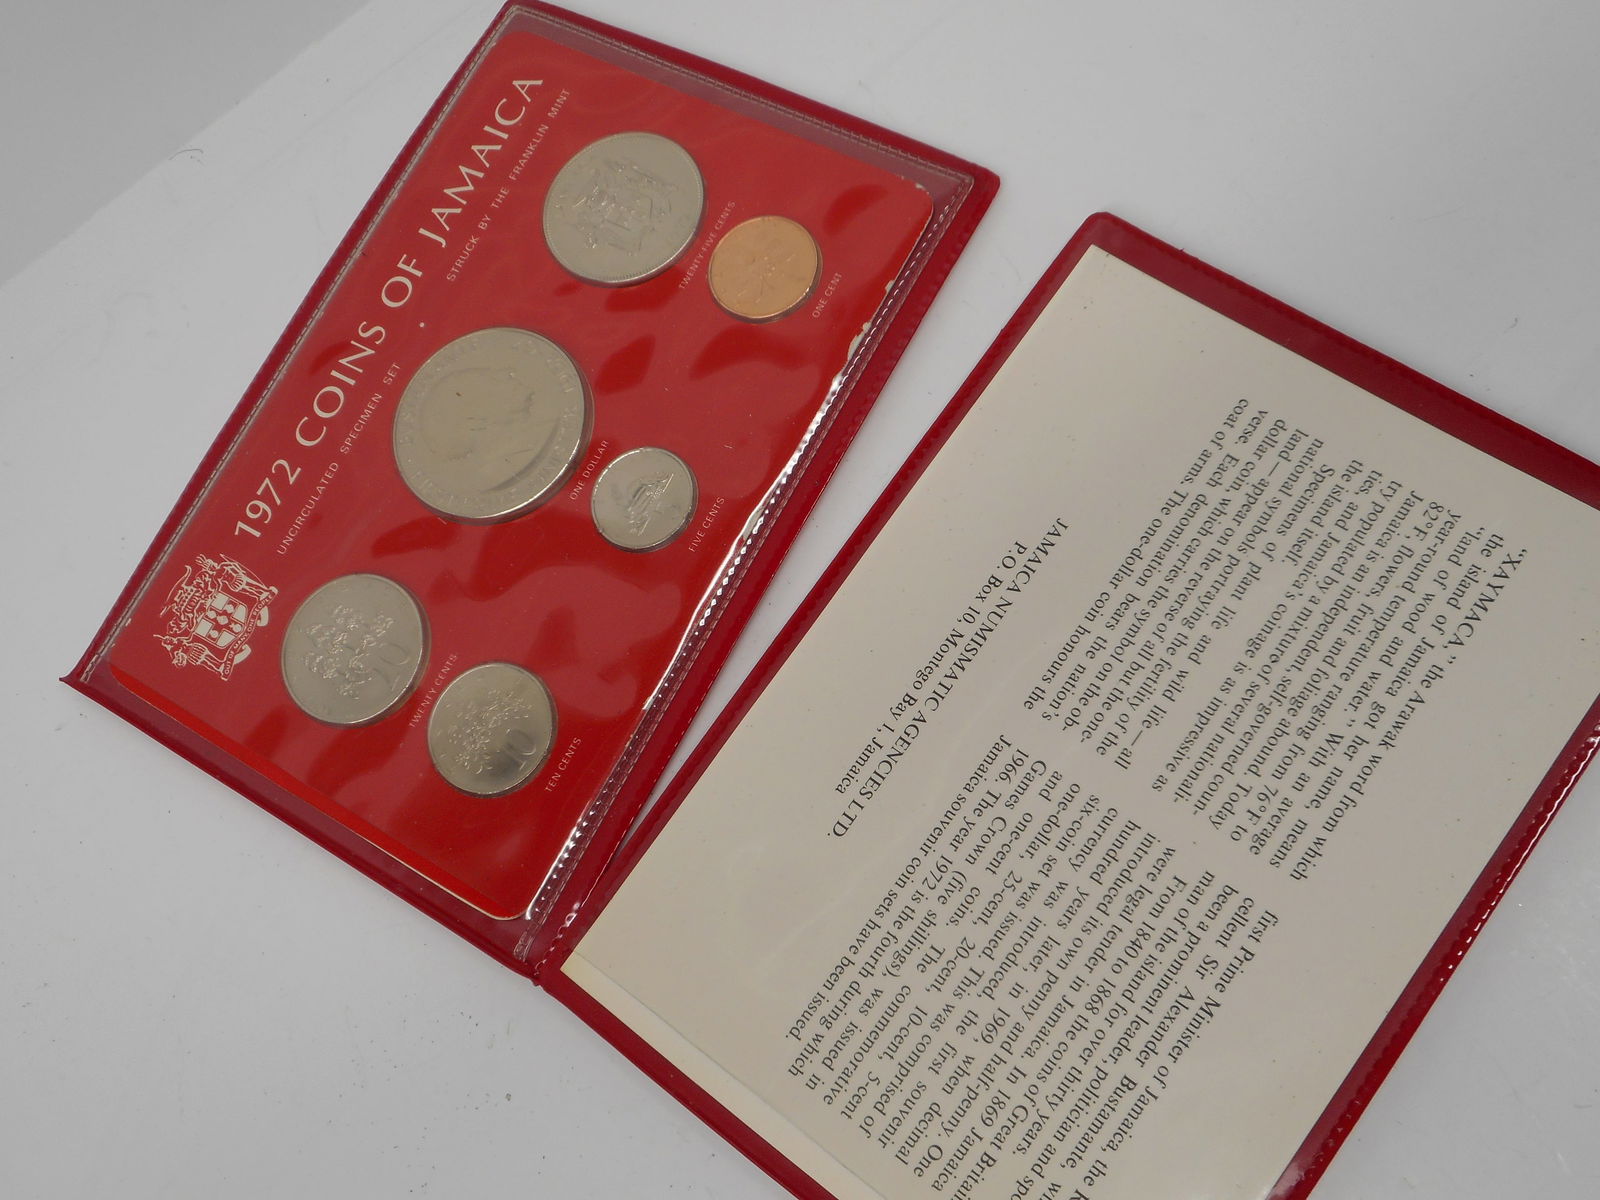 1972 COINS OF JAMAICA
UNCIRCULATED SPECIMEN SET
STRUCK BY THE FRANKLIN MINT
OUT OF MANY, ONE PEOPLE
TWENTY-FIVE CENTS
ONE CENT
ONE DOLLAR
FIVE CENTS
TWENTY CENTS
TEN CENTS
10
"XAYMACA," the Arawak word from which
the island of Jamaica got her name, means
"land of wood and water." With an average
year-round temperature ranging from 76°F to
82°F, flowers, fruit and foliage abound. Today
Jamaica is an independent, self-governed coun-
try populated by a mixture of several nationali-
ties, and Jamaica's coinage is as impressive as
the island itself.
Specimens of plant life and wild life—all
national symbols portraying the fertility of the
land—appear on the reverse of all but the one-
dollar coin, which carries the symbol on the ob-
verse. Each denomination bears the nation's
coat of arms. The one-dollar coin honours the
first Prime Minister of Jamaica, the
cellent Sir Alexander Bustamante,
been a prominent leader, politician and
man of the island for over thirty years.
From 1840 to 1868 the coins of Great
were legal tender in Jamaica. In 1869 Jamaica
introduced its own penny and half-penny. One
hundred years later, in 1969, when decimal
currency was introduced, the first souvenir
six-coin set was issued. This was comprised of
one-dollar, 25-cent, 20-cent, 10-cent, 5-cent
and one-cent coins. The commemorative
Games Crown (five shillings), was issued in
1966. The year 1972 is the fourth during which
Jamaica souvenir coin sets have been issued.
JAMAICA NUMISMATIC AGENCIES LTD.
P.O. Box 10, Montego Bay 1, Jamaica